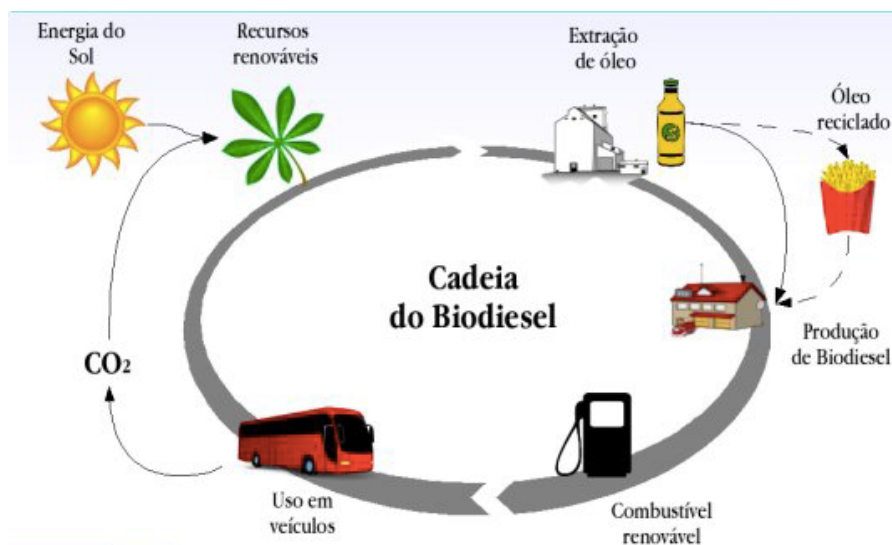 Energia do
Sol
Recursos
renováveis
Extração
de óleo
Óleo
reciclado
Cadeia
do Biodiesel
Produção
de Biodiesel
CO₂
Uso em
veículos
Combustível
renovável